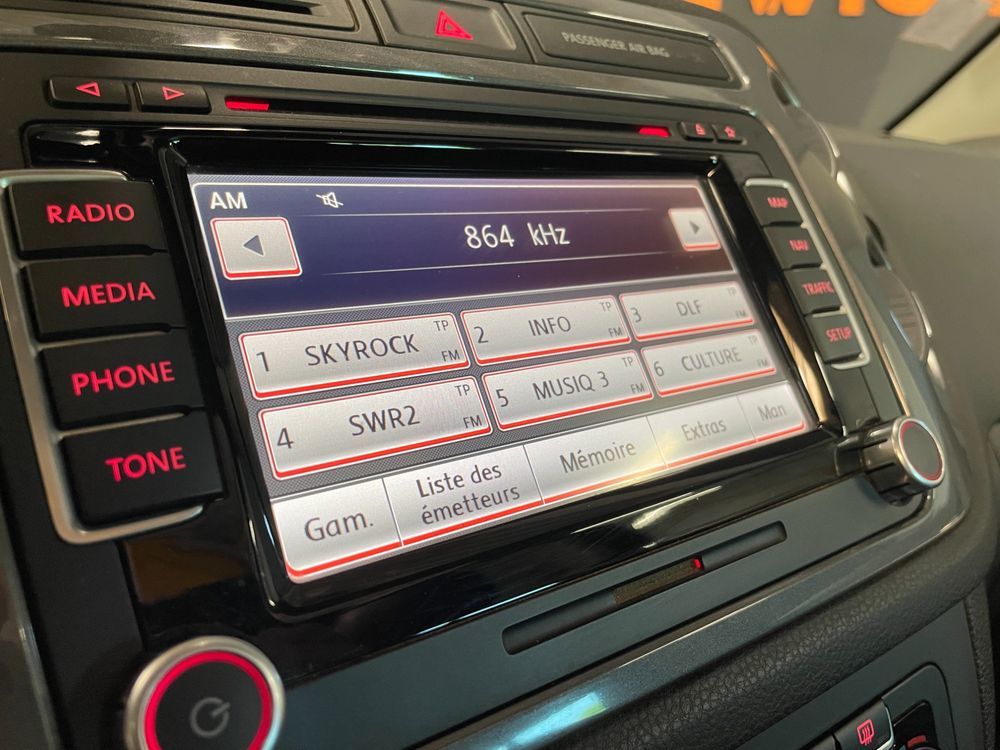 PASSENGER AIR BAG
RADIO
MEDIA
PHONE
TONE
AM
864 kHz
1 SKYROCK TP FM
2 INFO TP FM
3 DLF TP FM
4 SWR2 TP FM
5 MUSIQ 3 TP FM
6 CULTURE TP FM
Gam.
Liste des
émetteurs
Mémoire
Extras
Man
MAP
NAV
TRAFFIC
SETUP